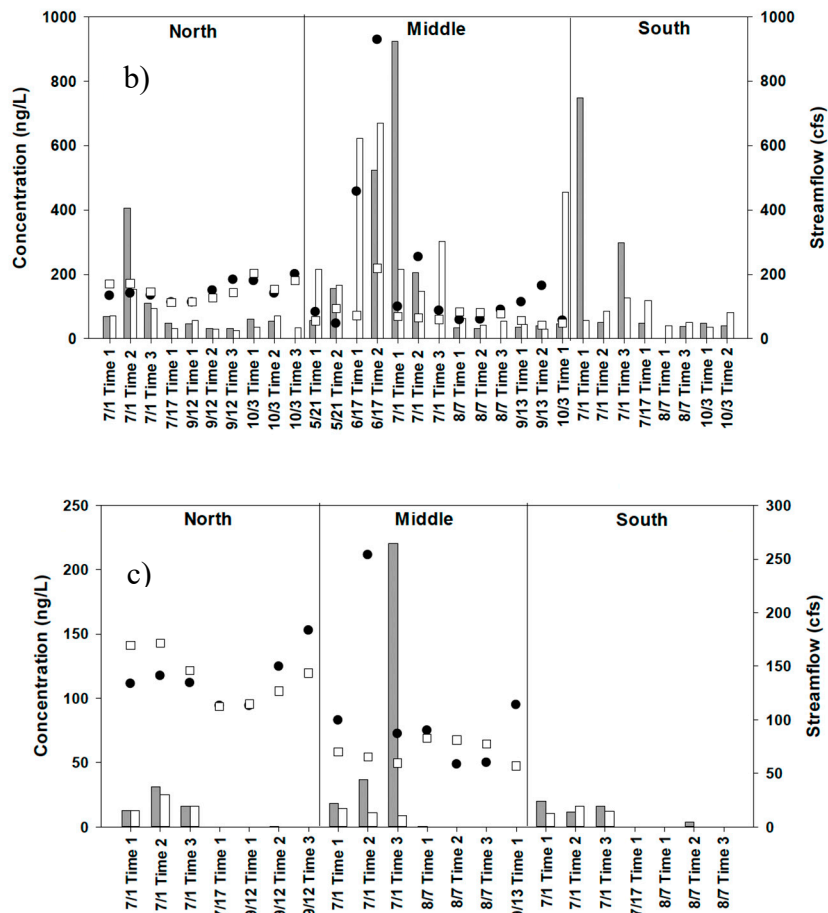 North
Middle
South
b)
Concentration (ng/L)
1000
800
600
400
200
0
1000
800
600
400
200
0
Streamflow (cfs)
7/1 Time 1
7/1 Time 2
7/1 Time 3
7/17 Time 1
9/12 Time 1
9/12 Time 2
9/12 Time 3
10/3 Time 1
10/3 Time 2
10/3 Time 3
5/21 Time 1
5/21 Time 2
6/17 Time 1
6/17 Time 2
7/1 Time 1
7/1 Time 2
7/1 Time 3
8/7 Time 1
8/7 Time 2
8/7 Time 3
9/13 Time 1
9/13 Time 2
10/3 Time 1
7/1 Time 1
7/1 Time 2
7/1 Time 3
7/17 Time 1
8/7 Time 1
8/7 Time 3
10/3 Time 1
10/3 Time 2
North
Middle
South
c)
Concentration (ng/L)
250
200
150
100
50
0
300
250
200
150
100
50
0
Streamflow (cfs)
7/1 Time 1
7/1 Time 2
7/1 Time 3
7/17 Time 1
9/12 Time 1
9/12 Time 2
9/12 Time 3
7/1 Time 1
7/1 Time 2
7/1 Time 3
8/7 Time 1
8/7 Time 2
8/7 Time 3
9/13 Time 1
7/1 Time 1
7/1 Time 2
7/1 Time 3
7/17 Time 1
8/7 Time 1
8/7 Time 2
8/7 Time 3